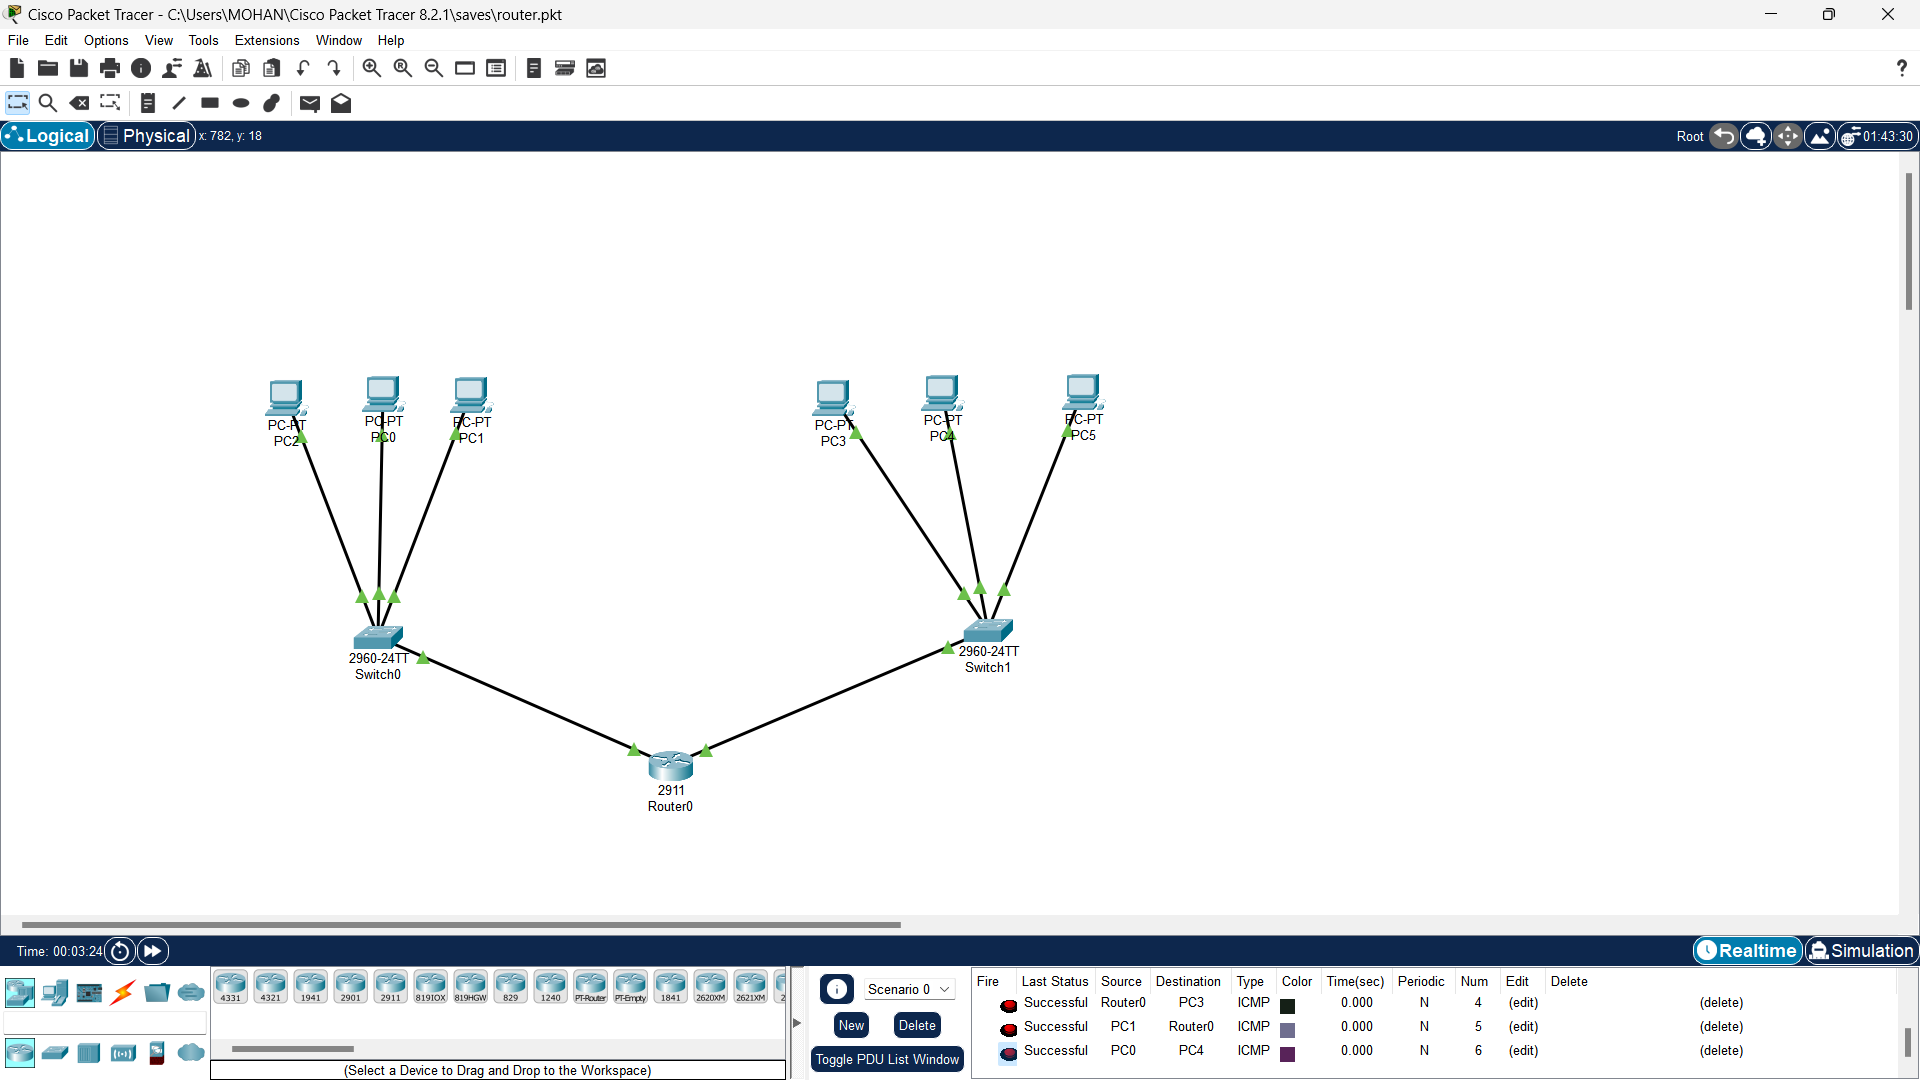 Cisco Packet Tracer - C:\Users\MOHAN\Cisco Packet Tracer 8.2.1\saves\router.pkt
File Edit Options View Tools Extensions Window Help
?
Logical Physical x: 782, y: 18 Root 01:43:30
PC-PT
PC2
PC-PT
PC0
PC-PT
PC1
PC-PT
PC3
PC-PT
PC4
PC-PT
PC5
2960-24TT
Switch0
2960-24TT
Switch1
2911
Router0
Time: 00:03:24 Realtime Simulation
4331 4321 1941 2901 2911 819IOX 819HGW 829 1240 PT-Router PT-Empty 1841 2620XM 2621XM 2
(Select a Device to Drag and Drop to the Workspace)
Scenario 0
New Delete
Toggle PDU List Window
Fire Last Status Source Destination Type Color Time(sec) Periodic Num Edit Delete
Successful Router0 PC3 ICMP 0.000 N 4 (edit) (delete)
Successful PC1 Router0 ICMP 0.000 N 5 (edit) (delete)
Successful PC0 PC4 ICMP 0.000 N 6 (edit) (delete)